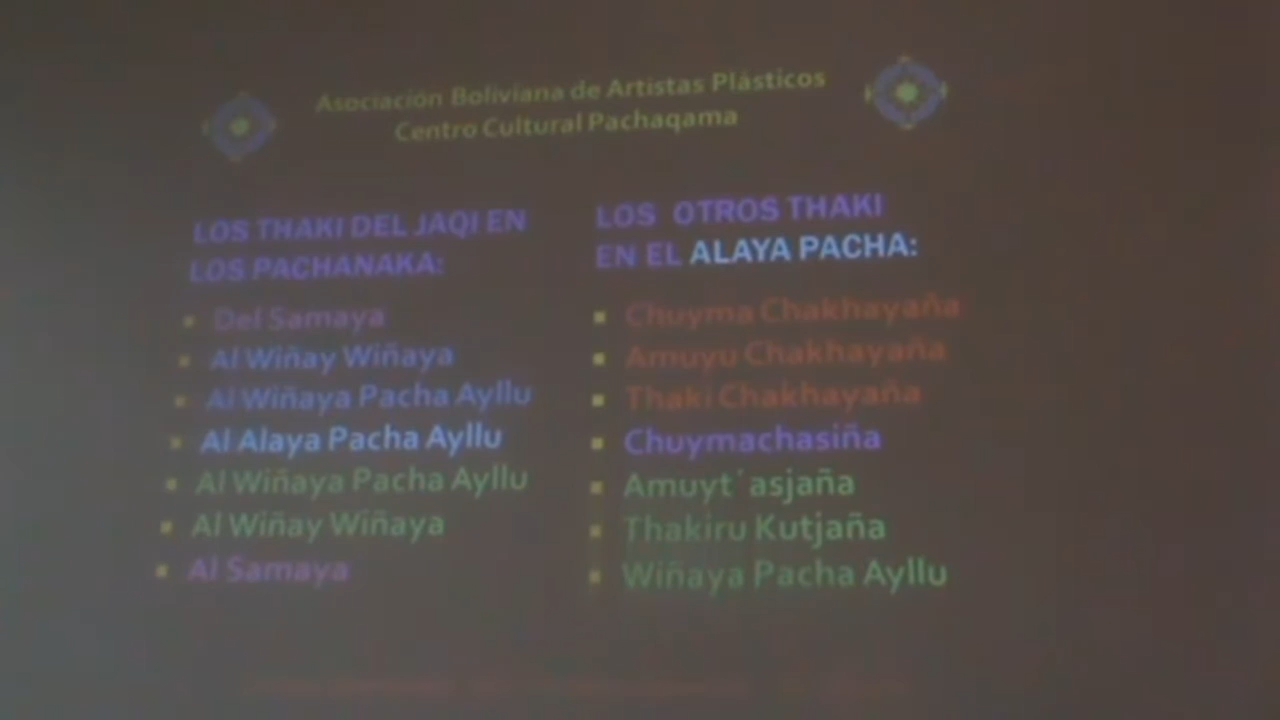 Asociación Boliviana de Artistas Plásticos
Centro Cultural Pachaqama
LOS THAKI DEL JAQI EN
LOS PACHANAKA:
Del Samaya
Al Wiñay Wiñaya
Al Wiñaya Pacha Ayllu
Al Alaya Pacha Ayllu
Al Wiñaya Pacha Ayllu
Al Wiñay Wiñaya
Al Samaya
LOS OTROS THAKI
EN EL ALAYA PACHA:
Chuyma Chakhayaña
Amuyu Chakhayaña
Thaki Chakhayaña
Chuymachasiña
Amuyt´asjaña
Thakiru Kutjaña
Wiñaya Pacha Ayllu